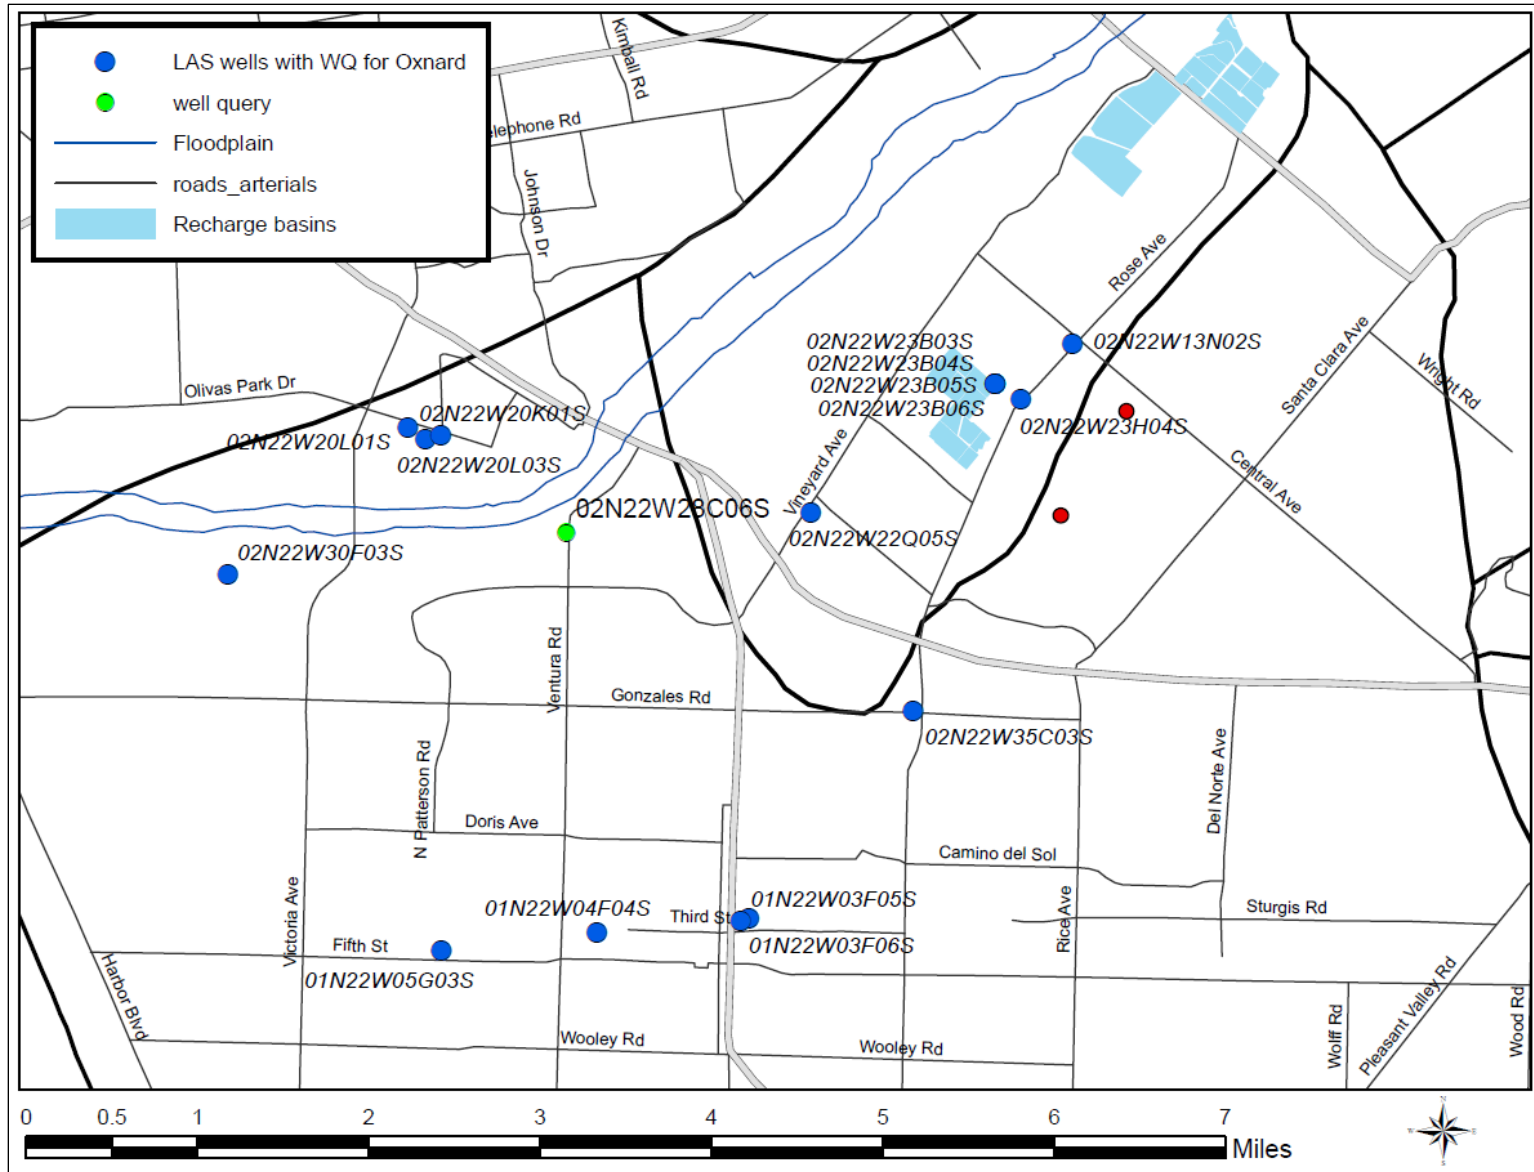 LAS wells with WQ for Oxnard
well query
Floodplain
roads_arterials
Recharge basins
Kimball Rd
elephone Rd
Johnson Dr
Rose Ave
02N22W23B03S
02N22W13N02S
02N22W23B04S
Santa Clara Ave
Wright Rd
Olivas Park Dr
02N22W23B05S
02N22W20K01S
02N22W23B06S
02N22W23H04S
02N22W20L01S
02N22W20L03S
Vineyard Ave
Central Ave
02N22W23C06S
02N22W22Q05S
02N22W30F03S
Ventura Rd
Gonzales Rd
02N22W35C03S
N Patterson Rd
Del Norte Ave
Doris Ave
Camino del Sol
Victoria Ave
01N22W04F04S
Third St
01N22W03F05S
Rice Ave
Sturgis Rd
Fifth St
01N22W03F06S
01N22W05G03S
Harbor Blvd
Wooley Rd
Wooley Rd
Wolff Rd
Pleasant Valley Rd
Wood Rd
0 0.5 1 2 3 4 5 6 7
Miles
N
W E
S